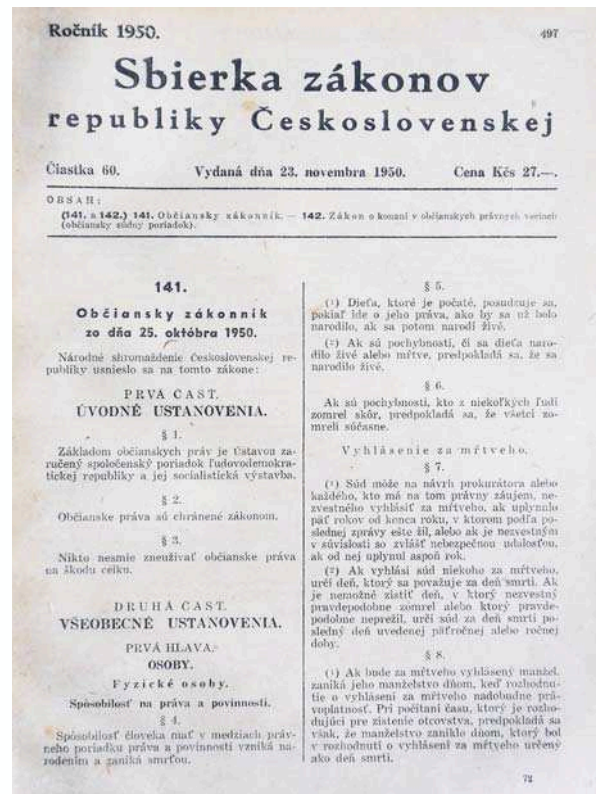 Ročník 1950.
497
Sbierka zákonov
republiky Československej
Čiastka 60.
Vydaná dňa 23. novembra 1950.
Cena Kčs 27.—.
OBSAH:
(141. a 142.) 141. Občiansky zákonník. — 142. Zákon o konaní v občianskych právnych veciach
(občiansky súdny poriadok).
141.
Občiansky zákonník
zo dňa 25. októbra 1950.
Národné shromaždenie Československej re-
publiky usnieslo sa na tomto zákone:
PRVÁ ČASŤ.
ÚVODNÉ USTANOVENIA.
§ 1.
Základom občianskych práv je Ústavou za-
ručený spoločenský poriadok ľudovodemokra-
tickej republiky a jej socialistická výstavba.
§ 2.
Občianske práva sú chránené zákonom.
§ 3.
Nikto nesmie zneužívať občianske práva
na škodu celku.
DRUHÁ ČASŤ.
VŠEOBECNÉ USTANOVENIA.
PRVÁ HLAVA.
OSOBY.
Fyzické osoby.
Spôsobilosť na práva a povinnosti.
§ 4.
Spôsobilosť človeka mať v medziach práv-
neho poriadku práva a povinnosti vzniká na-
rodením a zaniká smrťou.
§ 5.
(1) Dieťa, ktoré je počaté, posudzuje sa,
pokiaľ ide o jeho práva, ako by sa už bolo
narodilo, ak sa potom narodí živé.
(2) Ak sú pochybnosti, či sa dieťa naro-
dilo živé alebo mŕtve, predpokladá sa, že sa
narodilo živé.
§ 6.
Ak sú pochybnosti, kto z niekoľkých ľudí
zomrel skôr, predpokladá sa, že všetci zo-
mreli súčasne.
Vyhlásenie za mŕtveho.
§ 7.
(1) Súd môže na návrh prokurátora alebo
každého, kto má na tom právny záujem, ne-
zvestného vyhlásiť za mŕtveho, ak uplynulo
päť rokov od konca roku, v ktorom podľa po-
slednej zprávy ešte žil, alebo ak je nezvestným
v súvislosti so zvlášť nebezpečnou udalosťou,
ak od nej uplynul aspoň rok.
(2) Ak vyhlási súd niekoho za mŕtveho,
určí deň, ktorý sa považuje za deň smrti. Ak
je nemožné zistiť deň, v ktorý nezvestný
pravdepodobne zomrel alebo ktorý pravde-
podobne neprežil, určí súd za deň smrti po-
sledný deň uvedenej päťročnej alebo ročnej
doby.
§ 8.
(1) Ak bude za mŕtveho vyhlásený manžel,
zaniká jeho manželstvo dňom, keď rozhodnu-
tie o vyhlásení za mŕtveho nadobudne prá-
voplatnosť. Pri počítaní času, ktorý je rozho-
dujúci pre zistenie otcovstva, predpokladá sa
však, že manželstvo zaniklo dňom, ktorý bol
v rozhodnutí o vyhlásení za mŕtveho určený
ako deň smrti.
72